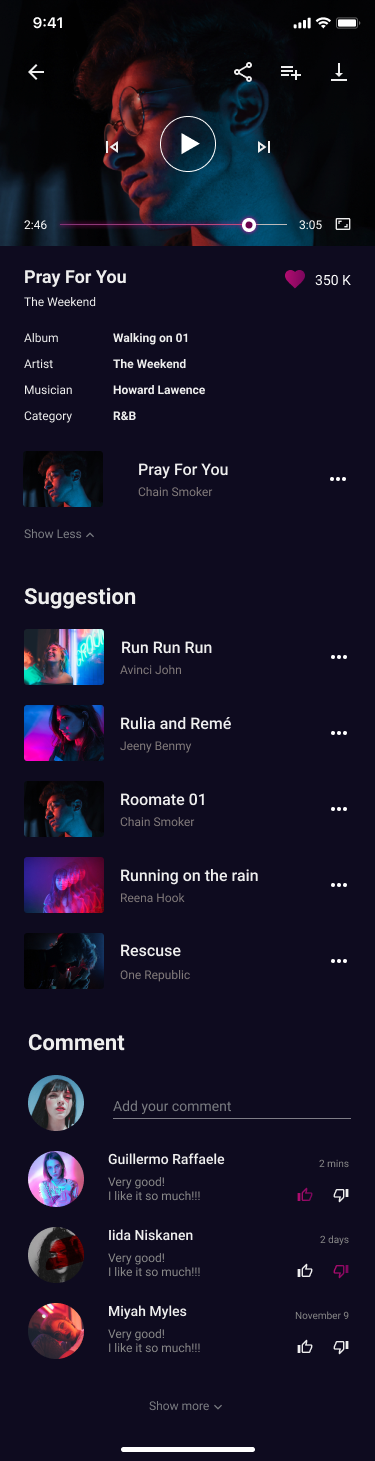 9:41
2:46
3:05
Pray For You
350 K
The Weekend
Album Walking on 01
Artist The Weekend
Musician Howard Lawence
Category R&B
Pray For You
Chain Smoker
Show Less
Suggestion
Run Run Run
Avinci John
Rulia and Remé
Jeeny Benmy
Roomate 01
Chain Smoker
Running on the rain
Reena Hook
Rescuse
One Republic
Comment
Add your comment
Guillermo Raffaele
2 mins
Very good!
I like it so much!!!
Iida Niskanen
2 days
Very good!
I like it so much!!!
Miyah Myles
November 9
Very good!
I like it so much!!!
Show more